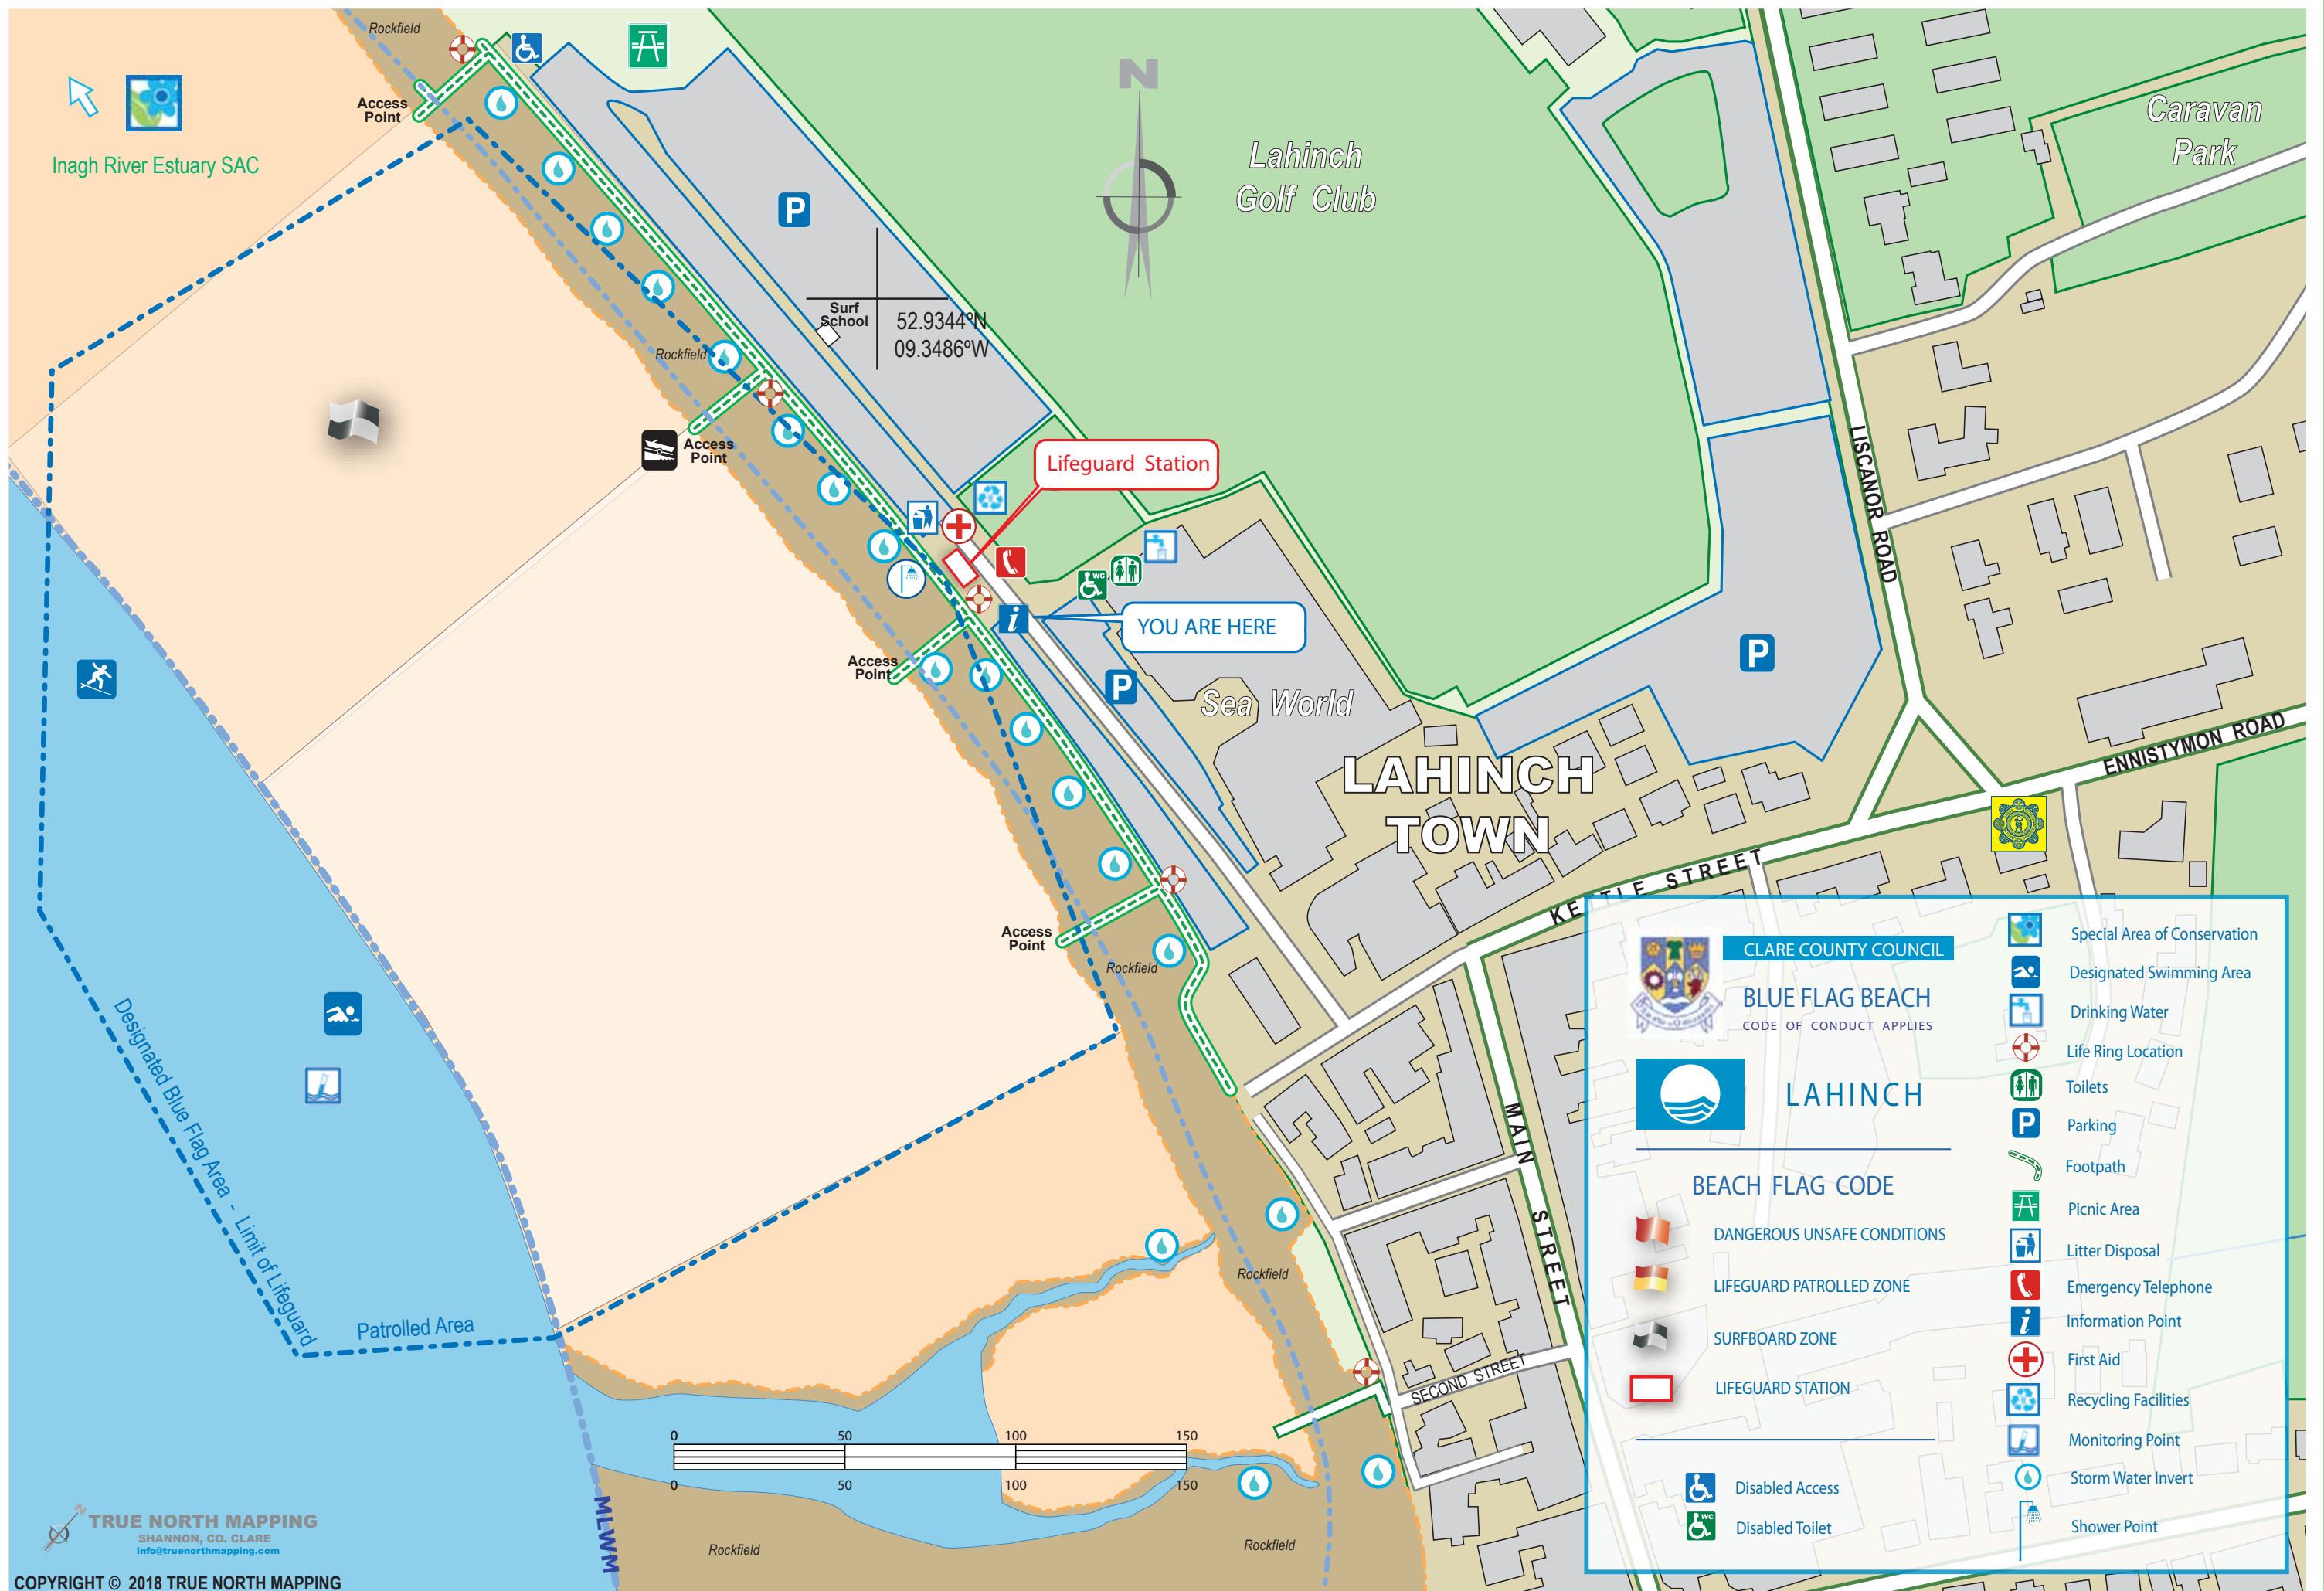 Rockfield
Access
Point
Inagh River Estuary SAC
N
Lahinch
Golf Club
Caravan
Park
P
Surf
School
52.9344ºN
09.3486ºW
Rockfield
Access
Point
Lifeguard Station
LISCANOR ROAD
WC
i
YOU ARE HERE
Access
Point
P
P
Sea World
LAHINCH
TOWN
ENNISTYMON ROAD
KETTLE STREET
Access
Point
Rockfield
MAIN STREET
Designated Blue Flag Area - Limit of Lifeguard
Patrolled Area
Rockfield
SECOND STREET
0 50 100 150
0 50 100 150
MLWM
Rockfield
Rockfield
N
TRUE NORTH MAPPING
SHANNON, CO. CLARE
info@truenorthmapping.com
COPYRIGHT © 2018 TRUE NORTH MAPPING
CLARE COUNTY COUNCIL
BLUE FLAG BEACH
CODE OF CONDUCT APPLIES
LAHINCH
BEACH FLAG CODE
DANGEROUS UNSAFE CONDITIONS
LIFEGUARD PATROLLED ZONE
SURFBOARD ZONE
LIFEGUARD STATION
Disabled Access
WC
Disabled Toilet
Special Area of Conservation
Designated Swimming Area
Drinking Water
Life Ring Location
Toilets
P
Parking
Footpath
Picnic Area
Litter Disposal
Emergency Telephone
i
Information Point
First Aid
Recycling Facilities
Monitoring Point
Storm Water Invert
Shower Point